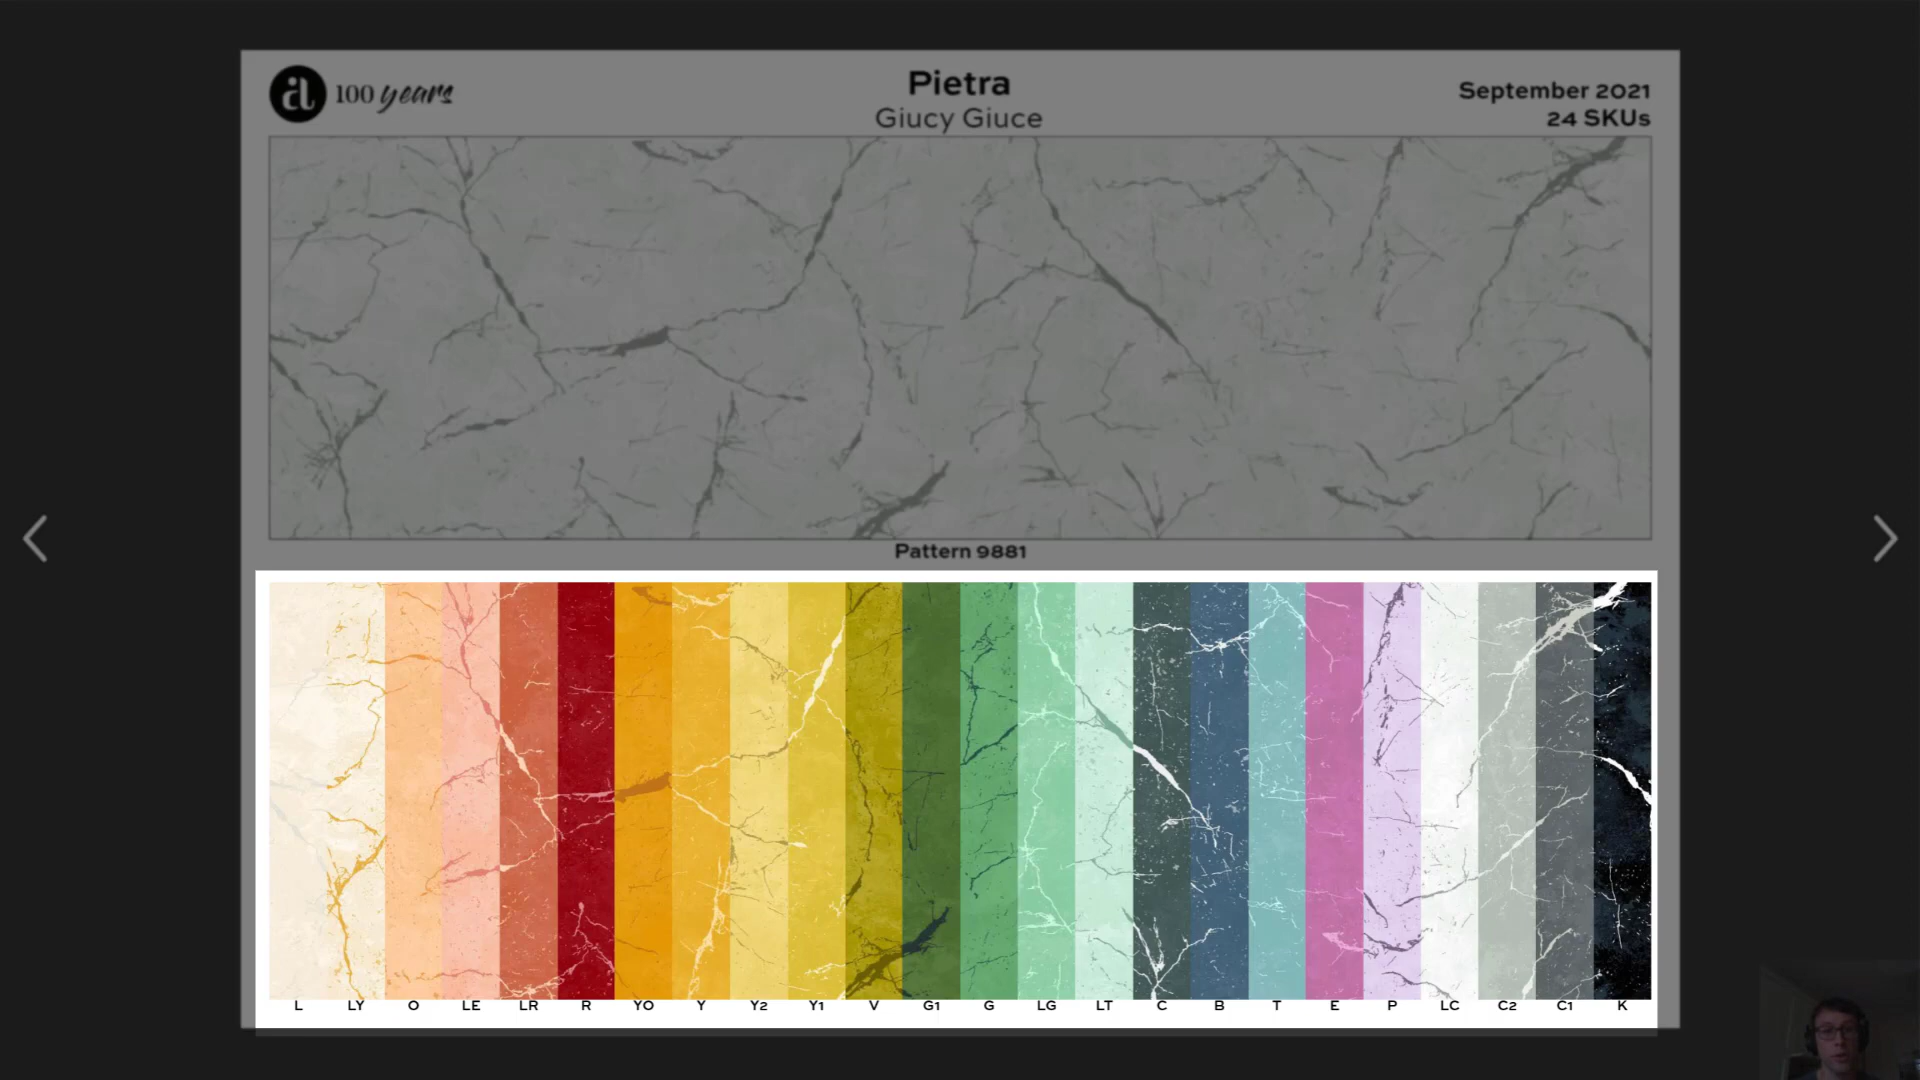 100 years
Pietra
Giucy Giuce
September 2021
24 SKUs
Pattern 9881
L LY O LE LR R YO Y Y2 Y1 V G1 G LG LT C B T E P LC C2 C1 K